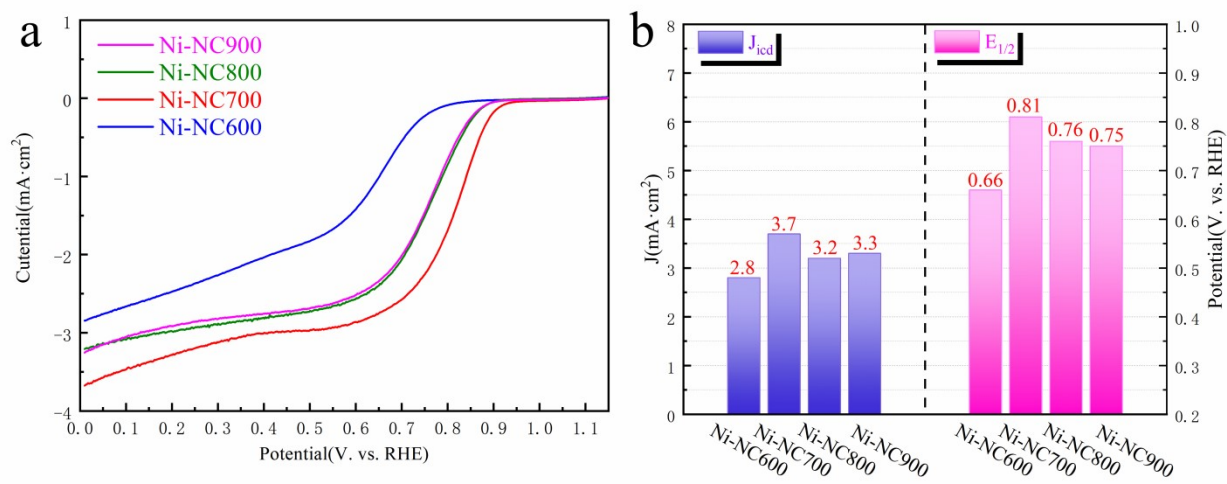 a
Ni-NC900
Ni-NC800
Ni-NC700
Ni-NC600
Cutential(mA·cm²)
1
0
−1
−2
−3
−4
0.0 0.1 0.2 0.3 0.4 0.5 0.6 0.7 0.8 0.9 1.0 1.1
Potential(V. vs. RHE)
b
J_icd
E_1/2
J(mA·cm²)
8
7
6
5
4
3
2
1
0
2.8
3.7
3.2
3.3
0.66
0.81
0.76
0.75
1.0
0.9
0.8
0.7
0.6
0.5
0.4
0.3
0.2
Potential(V. vs. RHE)
Ni-NC600
Ni-NC700
Ni-NC800
Ni-NC900
Ni-NC600
Ni-NC700
Ni-NC800
Ni-NC900